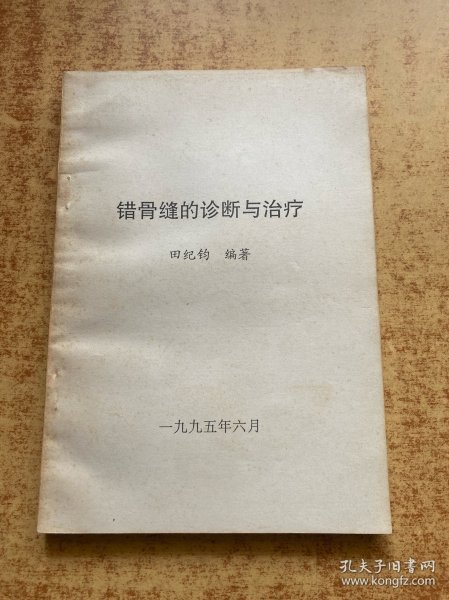 错骨缝的诊断与治疗
田纪钧 编著
一九九五年六月
孔夫子旧书网
www.kongfz.com